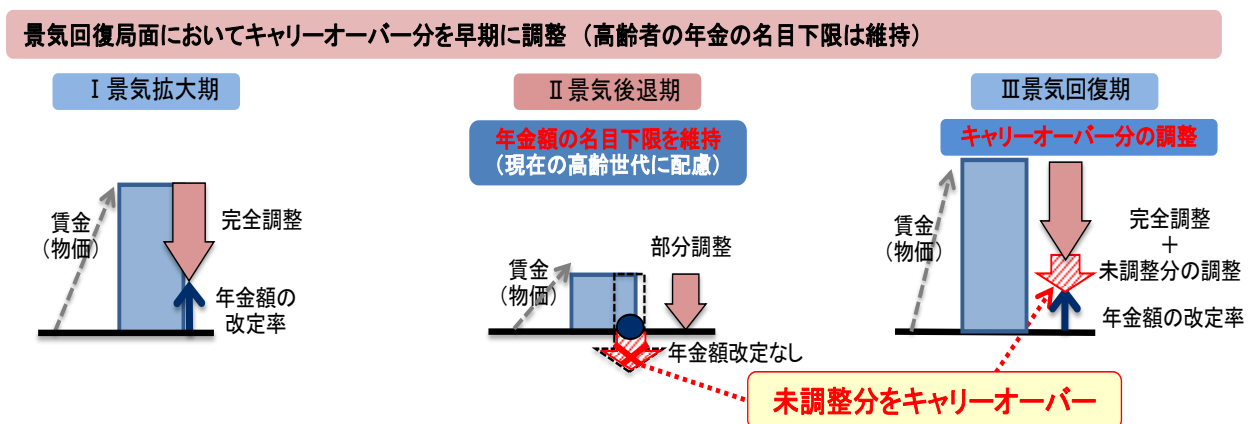 景気回復局面においてキャリーオーバー分を早期に調整 （高齢者の年金の名目下限は維持）
Ⅰ 景気拡大期
賃金
（物価）
完全調整
年金額の
改定率
Ⅱ 景気後退期
年金額の名目下限を維持
（現在の高齢世代に配慮）
賃金
（物価）
部分調整
年金額改定なし
Ⅲ景気回復期
キャリーオーバー分の調整
賃金
（物価）
完全調整
＋
未調整分の調整
年金額の改定率
未調整分をキャリーオーバー